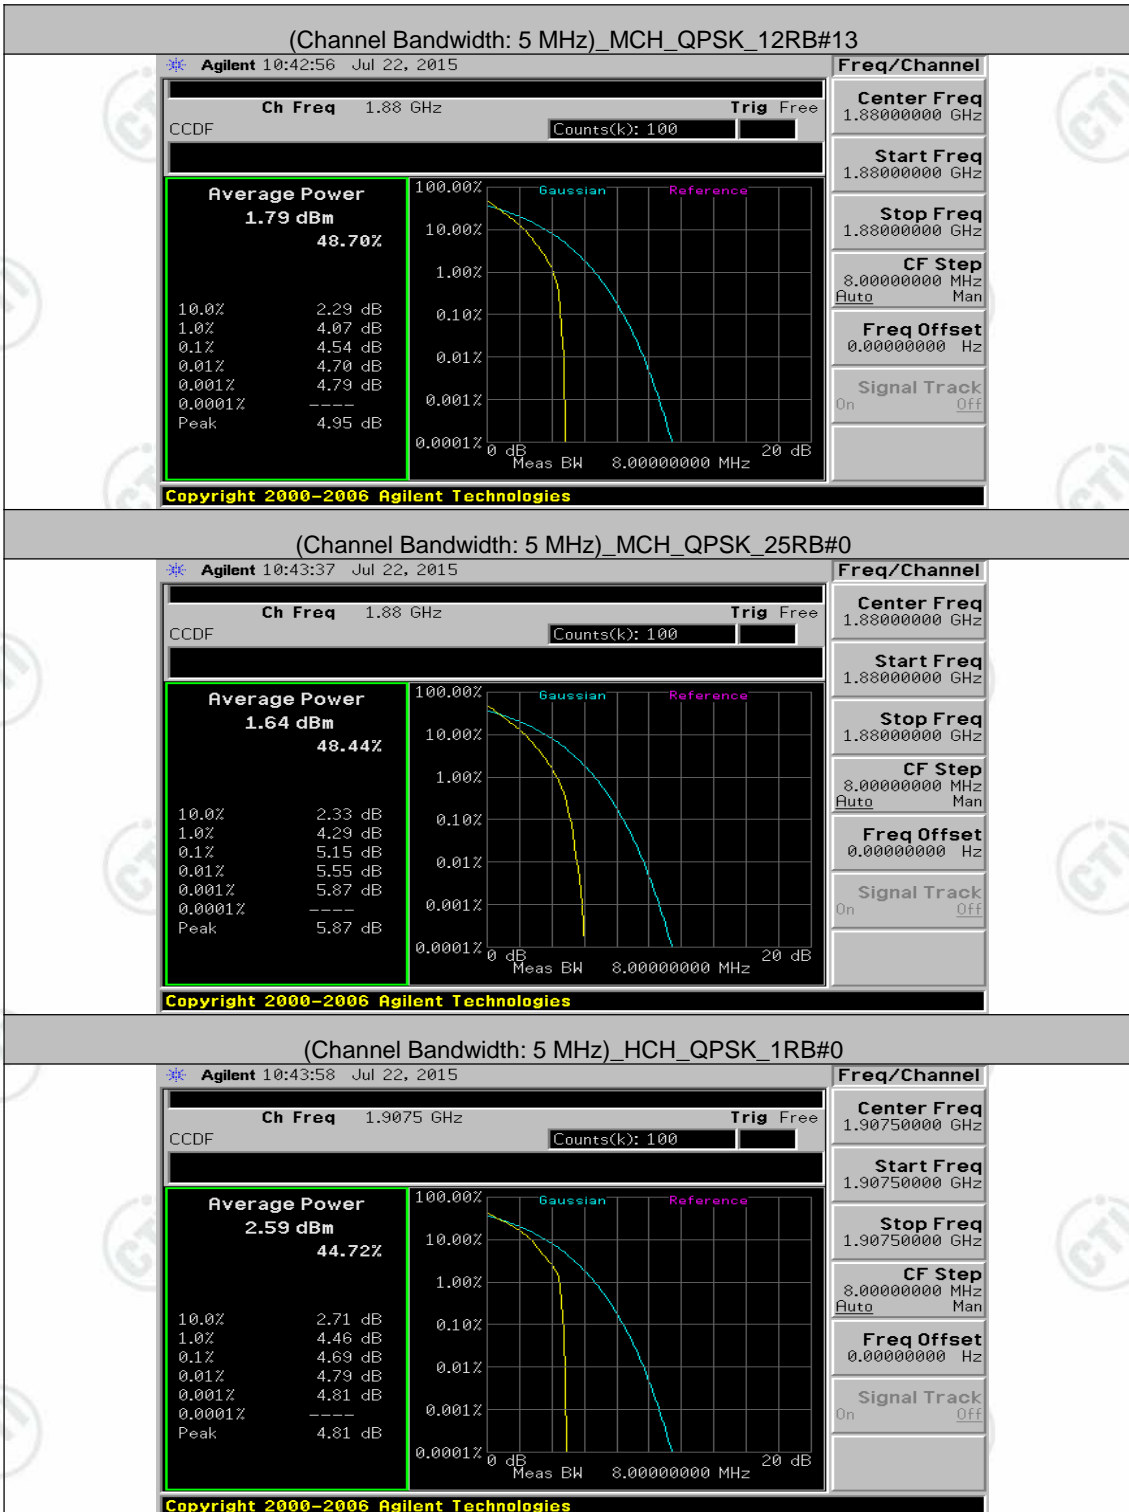 (Channel Bandwidth: 5 MHz)_MCH_QPSK_12RB#13
Agilent 10:42:56 Jul 22, 2015
Freq/Channel
Ch Freq 1.88 GHz Trig Free
CCDF Counts(k): 100
Average Power
1.79 dBm
48.70%
10.0% 2.29 dB
1.0% 4.07 dB
0.1% 4.54 dB
0.01% 4.70 dB
0.001% 4.79 dB
0.0001% ----
Peak 4.95 dB
Gaussian Reference
100.00%
10.00%
1.00%
0.10%
0.01%
0.001%
0.0001%
0 dB 20 dB
Meas BW 8.00000000 MHz
Center Freq
1.88000000 GHz
Start Freq
1.88000000 GHz
Stop Freq
1.88000000 GHz
CF Step
8.00000000 MHz
Auto Man
Freq Offset
0.00000000 Hz
Signal Track
On Off
Copyright 2000-2006 Agilent Technologies
(Channel Bandwidth: 5 MHz)_MCH_QPSK_25RB#0
Agilent 10:43:37 Jul 22, 2015
Freq/Channel
Ch Freq 1.88 GHz Trig Free
CCDF Counts(k): 100
Average Power
1.64 dBm
48.44%
10.0% 2.33 dB
1.0% 4.29 dB
0.1% 5.15 dB
0.01% 5.55 dB
0.001% 5.87 dB
0.0001% ----
Peak 5.87 dB
Gaussian Reference
100.00%
10.00%
1.00%
0.10%
0.01%
0.001%
0.0001%
0 dB 20 dB
Meas BW 8.00000000 MHz
Center Freq
1.88000000 GHz
Start Freq
1.88000000 GHz
Stop Freq
1.88000000 GHz
CF Step
8.00000000 MHz
Auto Man
Freq Offset
0.00000000 Hz
Signal Track
On Off
Copyright 2000-2006 Agilent Technologies
(Channel Bandwidth: 5 MHz)_HCH_QPSK_1RB#0
Agilent 10:43:58 Jul 22, 2015
Freq/Channel
Ch Freq 1.9075 GHz Trig Free
CCDF Counts(k): 100
Average Power
2.59 dBm
44.72%
10.0% 2.71 dB
1.0% 4.46 dB
0.1% 4.69 dB
0.01% 4.79 dB
0.001% 4.81 dB
0.0001% ----
Peak 4.81 dB
Gaussian Reference
100.00%
10.00%
1.00%
0.10%
0.01%
0.001%
0.0001%
0 dB 20 dB
Meas BW 8.00000000 MHz
Center Freq
1.90750000 GHz
Start Freq
1.90750000 GHz
Stop Freq
1.90750000 GHz
CF Step
8.00000000 MHz
Auto Man
Freq Offset
0.00000000 Hz
Signal Track
On Off
Copyright 2000-2006 Agilent Technologies